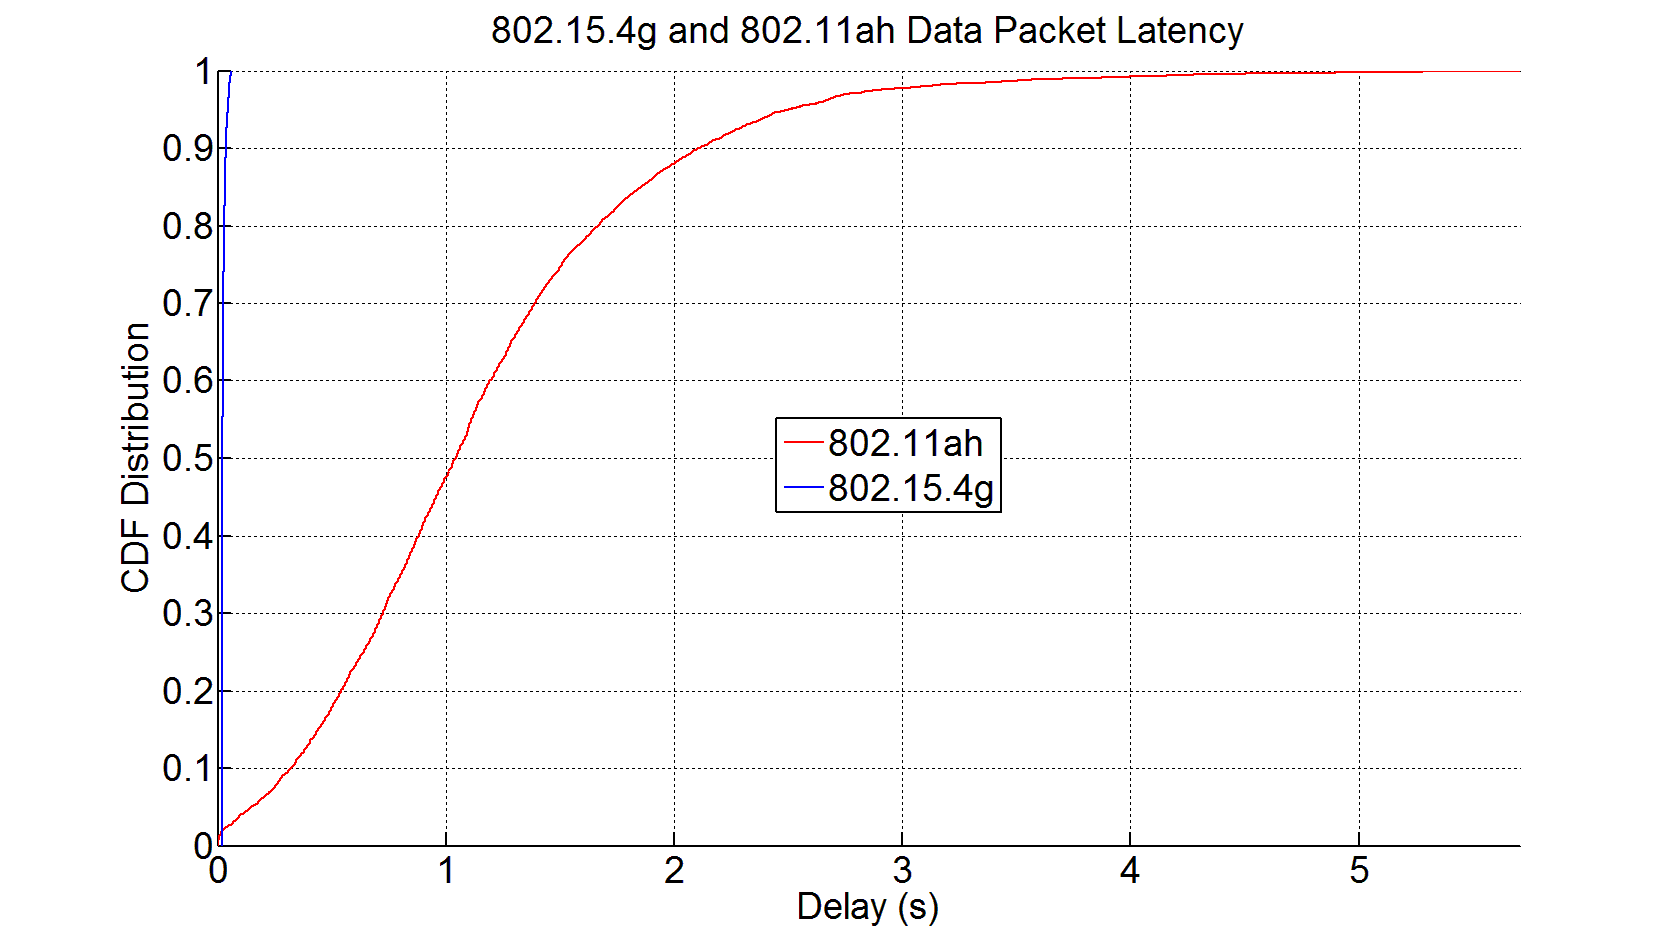 802.15.4g and 802.11ah Data Packet Latency
1
0.9
0.8
0.7
0.6
0.5
0.4
0.3
0.2
0.1
0
CDF Distribution
802.11ah
802.15.4g
0 1 2 3 4 5
Delay (s)